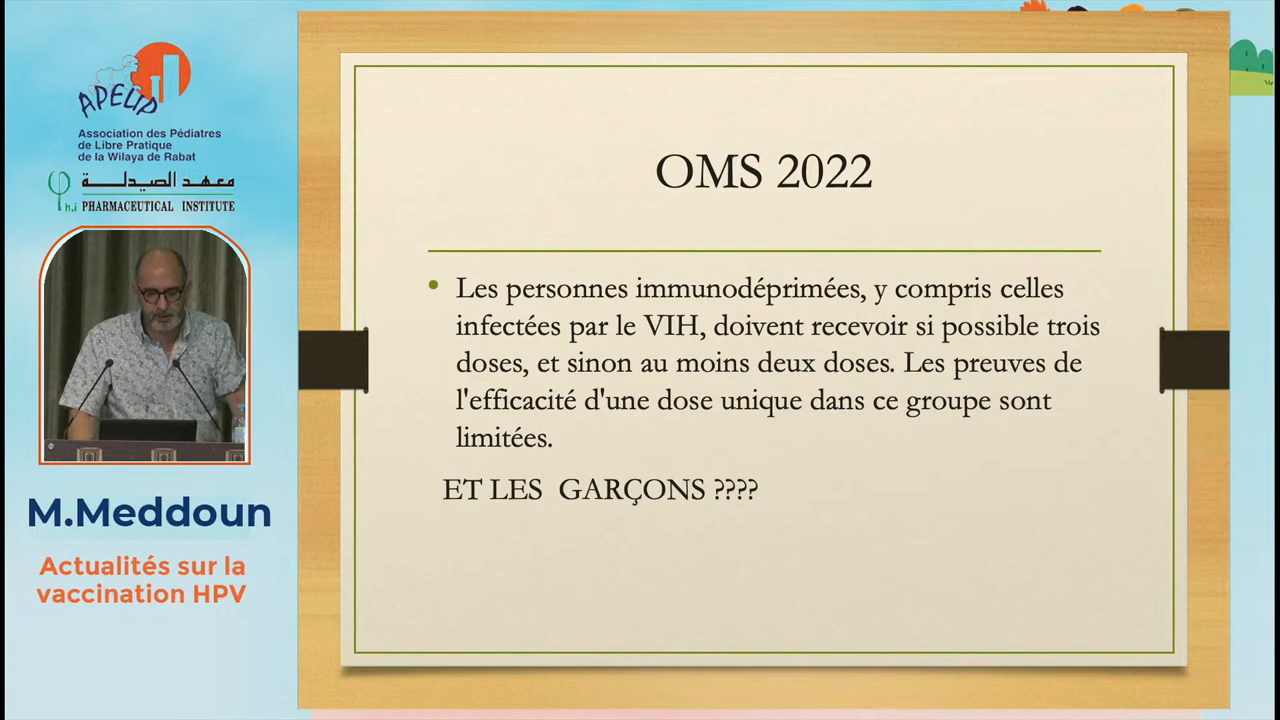 APELIP
Association des Pédiatres
de Libre Pratique
de la Wilaya de Rabat
معهد الصيدلة
h.i PHARMACEUTICAL INSTITUTE
M.Meddoun
Actualités sur la
vaccination HPV
OMS 2022
• Les personnes immunodéprimées, y compris celles
infectées par le VIH, doivent recevoir si possible trois
doses, et sinon au moins deux doses. Les preuves de
l'efficacité d'une dose unique dans ce groupe sont
limitées.
ET LES GARÇONS ????